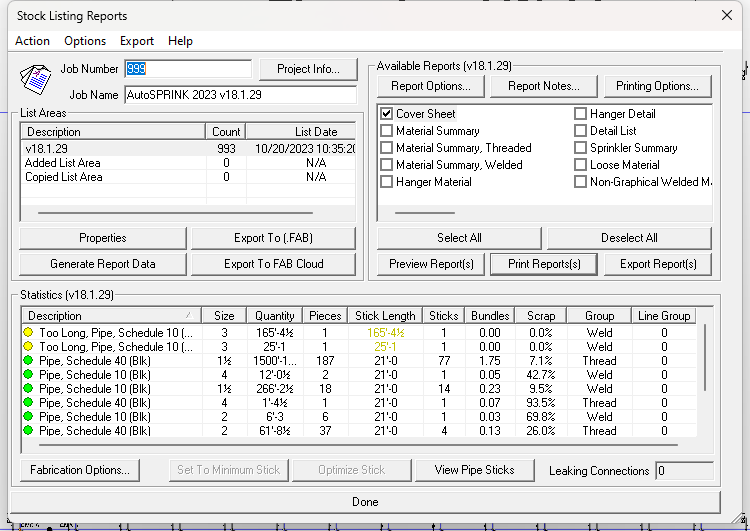 Stock Listing Reports
Action Options Export Help
Job Number 999 Project Info...
Job Name AutoSPRINK 2023 v18.1.29
List Areas
Description Count List Date
v18.1.29 993 10/20/2023 10:35:20
Added List Area 0 N/A
Copied List Area 0 N/A
Properties Export To (.FAB)
Generate Report Data Export To FAB Cloud
Available Reports (v18.1.29)
Report Options... Report Notes... Printing Options...
Cover Sheet Hanger Detail
Material Summary Detail List
Material Summary, Threaded Sprinkler Summary
Material Summary, Welded Loose Material
Hanger Material Non-Graphical Welded M
Select All Deselect All
Preview Report(s) Print Reports(s) Export Report(s)
Statistics (v18.1.29)
Description Size Quantity Pieces Stick Length Sticks Bundles Scrap Group Line Group
Too Long, Pipe, Schedule 10 (... 3 165'-4½ 1 165'-4½ 1 0.00 0.0% Weld 0
Too Long, Pipe, Schedule 10 (... 3 25'-1 1 25'-1 1 0.00 0.0% Weld 0
Pipe, Schedule 40 (Blk) 1½ 1500'-1... 187 21'-0 77 1.75 7.1% Thread 0
Pipe, Schedule 10 (Blk) 4 12'-0½ 2 21'-0 1 0.05 42.7% Weld 0
Pipe, Schedule 10 (Blk) 1½ 266'-2½ 18 21'-0 14 0.23 9.5% Weld 0
Pipe, Schedule 40 (Blk) 4 1'-4½ 1 21'-0 1 0.07 93.5% Thread 0
Pipe, Schedule 10 (Blk) 2 6'-3 6 21'-0 1 0.03 69.8% Weld 0
Pipe, Schedule 40 (Blk) 2 61'-8½ 37 21'-0 4 0.13 26.0% Thread 0
Fabrication Options... Set To Minimum Stick Optimize Stick View Pipe Sticks Leaking Connections 0
Done